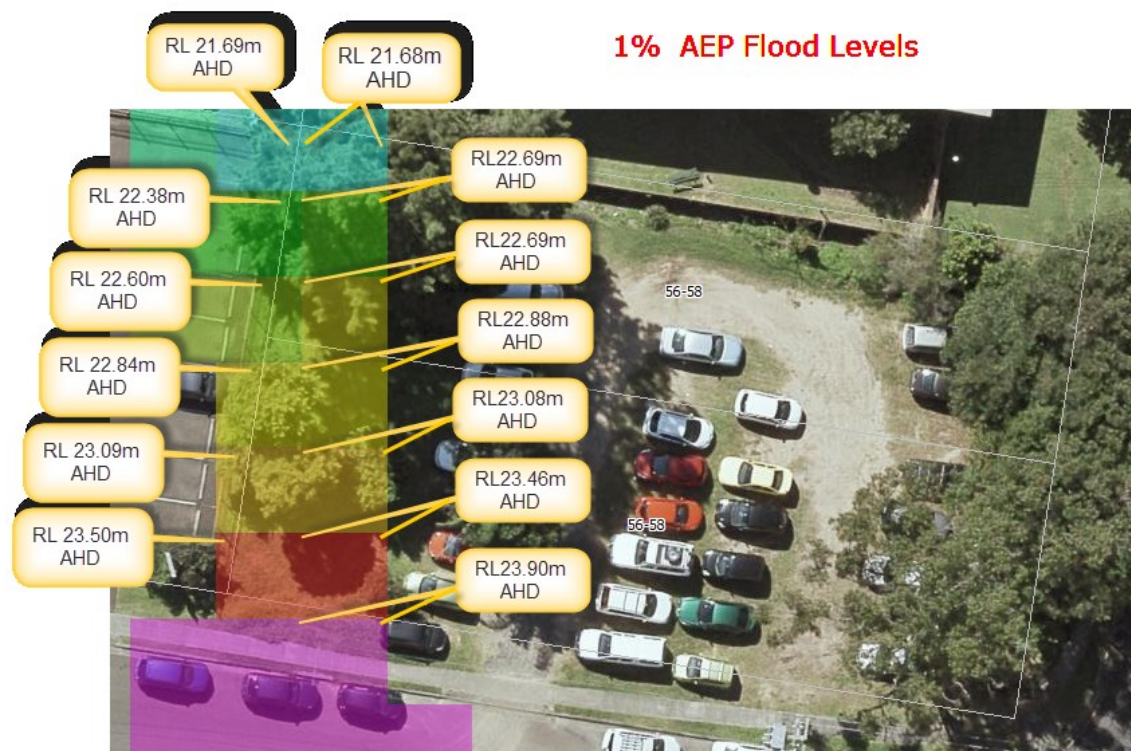 1% AEP Flood Levels
RL 21.69m
AHD
RL 21.68m
AHD
RL22.69m
AHD
RL 22.38m
AHD
RL22.69m
AHD
RL 22.60m
AHD
56-58
RL22.88m
AHD
RL 22.84m
AHD
RL23.08m
AHD
RL 23.09m
AHD
RL23.46m
AHD
56-58
RL 23.50m
AHD
RL23.90m
AHD